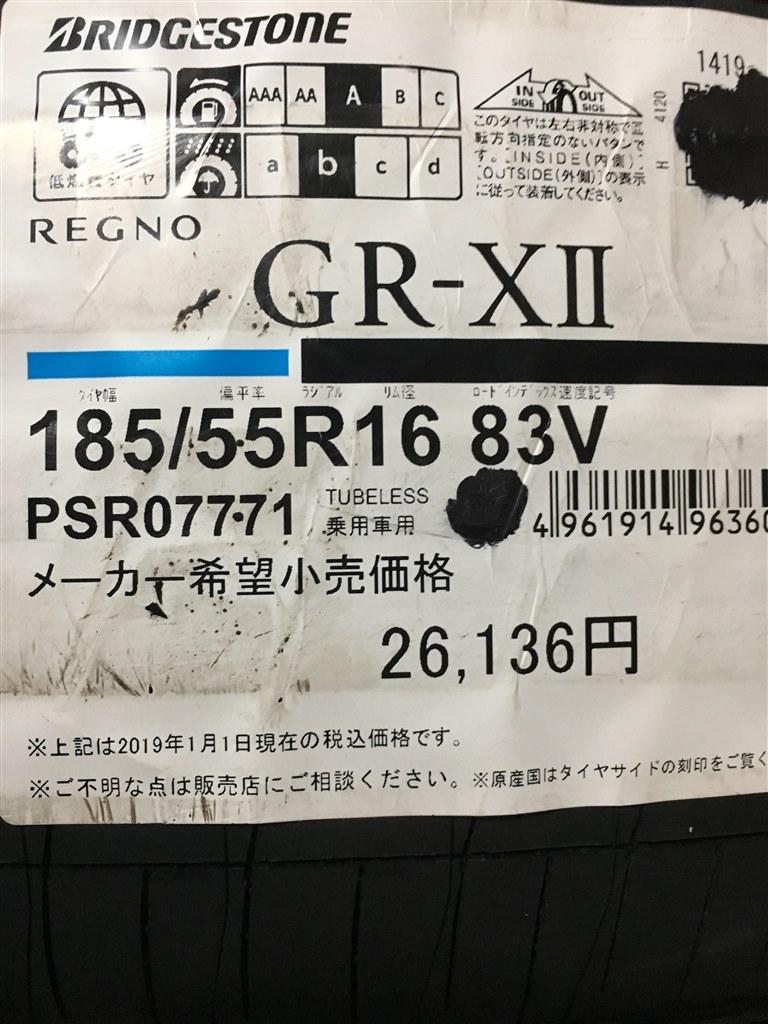 BRIDGESTONE
AAA AA A B C
a b c d
低燃費タイヤ
IN SIDE OUT SIDE
このタイヤは左右非対称で回
転方向指定のないパタンで
す。[INSIDE(内側)]
[OUTSIDE(外側)]の表示
に従って装着してください。
1419
4120
H
REGNO
GR-XII
タイヤ幅 偏平率 ラジアル リム径 ロードインデックス速度記号
185/55R16 83V
PSR07771
TUBELESS
乗用車用
4 961914 96360
メーカー希望小売価格
26,136円
※上記は2019年1月1日現在の税込価格です。
※ご不明な点は販売店にご相談ください。※原産国はタイヤサイドの刻印をご覧く